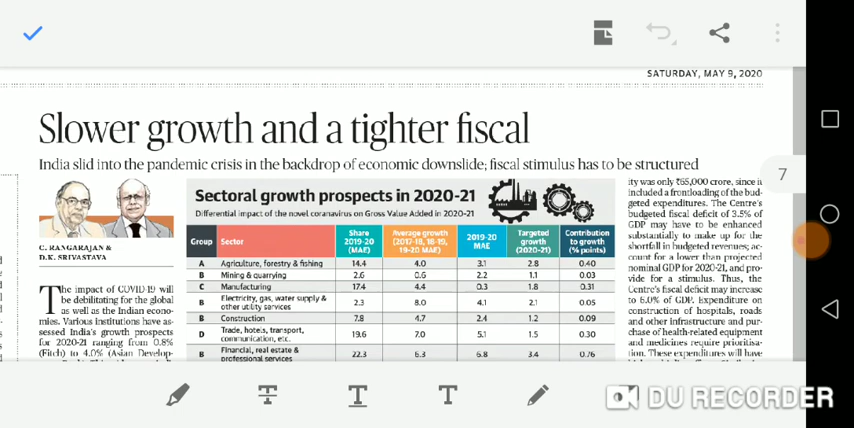 SATURDAY, MAY 9, 2020
Slower growth and a tighter fiscal
India slid into the pandemic crisis in the backdrop of economic downslide; fiscal stimulus has to be structured
7
C. RANGARAJAN &
D.K. SRIVASTAVA
The impact of COVID-19 will
be debilitating for the global
as well as the Indian econo-
mies. Various institutions have as-
sessed India's growth prospects
for 2020-21 ranging from 0.8%
(Fitch) to 4.0% (Asian Develop-
Sectoral growth prospects in 2020-21
Differential impact of the novel coranavirus on Gross Value Added in 2020-21
Group Sector Share 2019-20 (MAE) Average growth (2017-18, 18-19, 19-20 MAE) 2019-20 MAE Targeted growth (2020-21) Contribution to growth (% points)
A Agriculture, forestry & fishing 14.4 4.0 3.1 2.8 0.40
B Mining & quarrying 2.6 0.6 2.2 1.1 0.03
C Manufacturing 17.4 4.4 0.3 1.8 0.31
B Electricity, gas, water supply & other utility services 2.3 8.0 4.1 2.1 0.05
B Construction 7.8 4.7 2.4 1.2 0.09
D Trade, hotels, transport, communication, etc. 19.6 7.0 5.1 1.5 0.30
B Financial, real estate & professional services 22.3 6.3 6.8 3.4 0.76
ity was only ₹65,000 crore, since it
included a frontloading of the bud-
geted expenditures. The Centre's
budgeted fiscal deficit of 3.5% of
GDP may have to be enhanced
substantially to make up for the
shortfall in budgeted revenues; ac-
count for a lower than projected
nominal GDP for 2020-21, and pro-
vide for a stimulus. Thus, the
Centre's fiscal deficit may increase
to 6.0% of GDP. Expenditure on
construction of hospitals, roads
and other infrastructure and pur-
chase of health-related equipment
and medicines require prioritisa-
tion. These expenditures will have
T T T
DU RECORDER